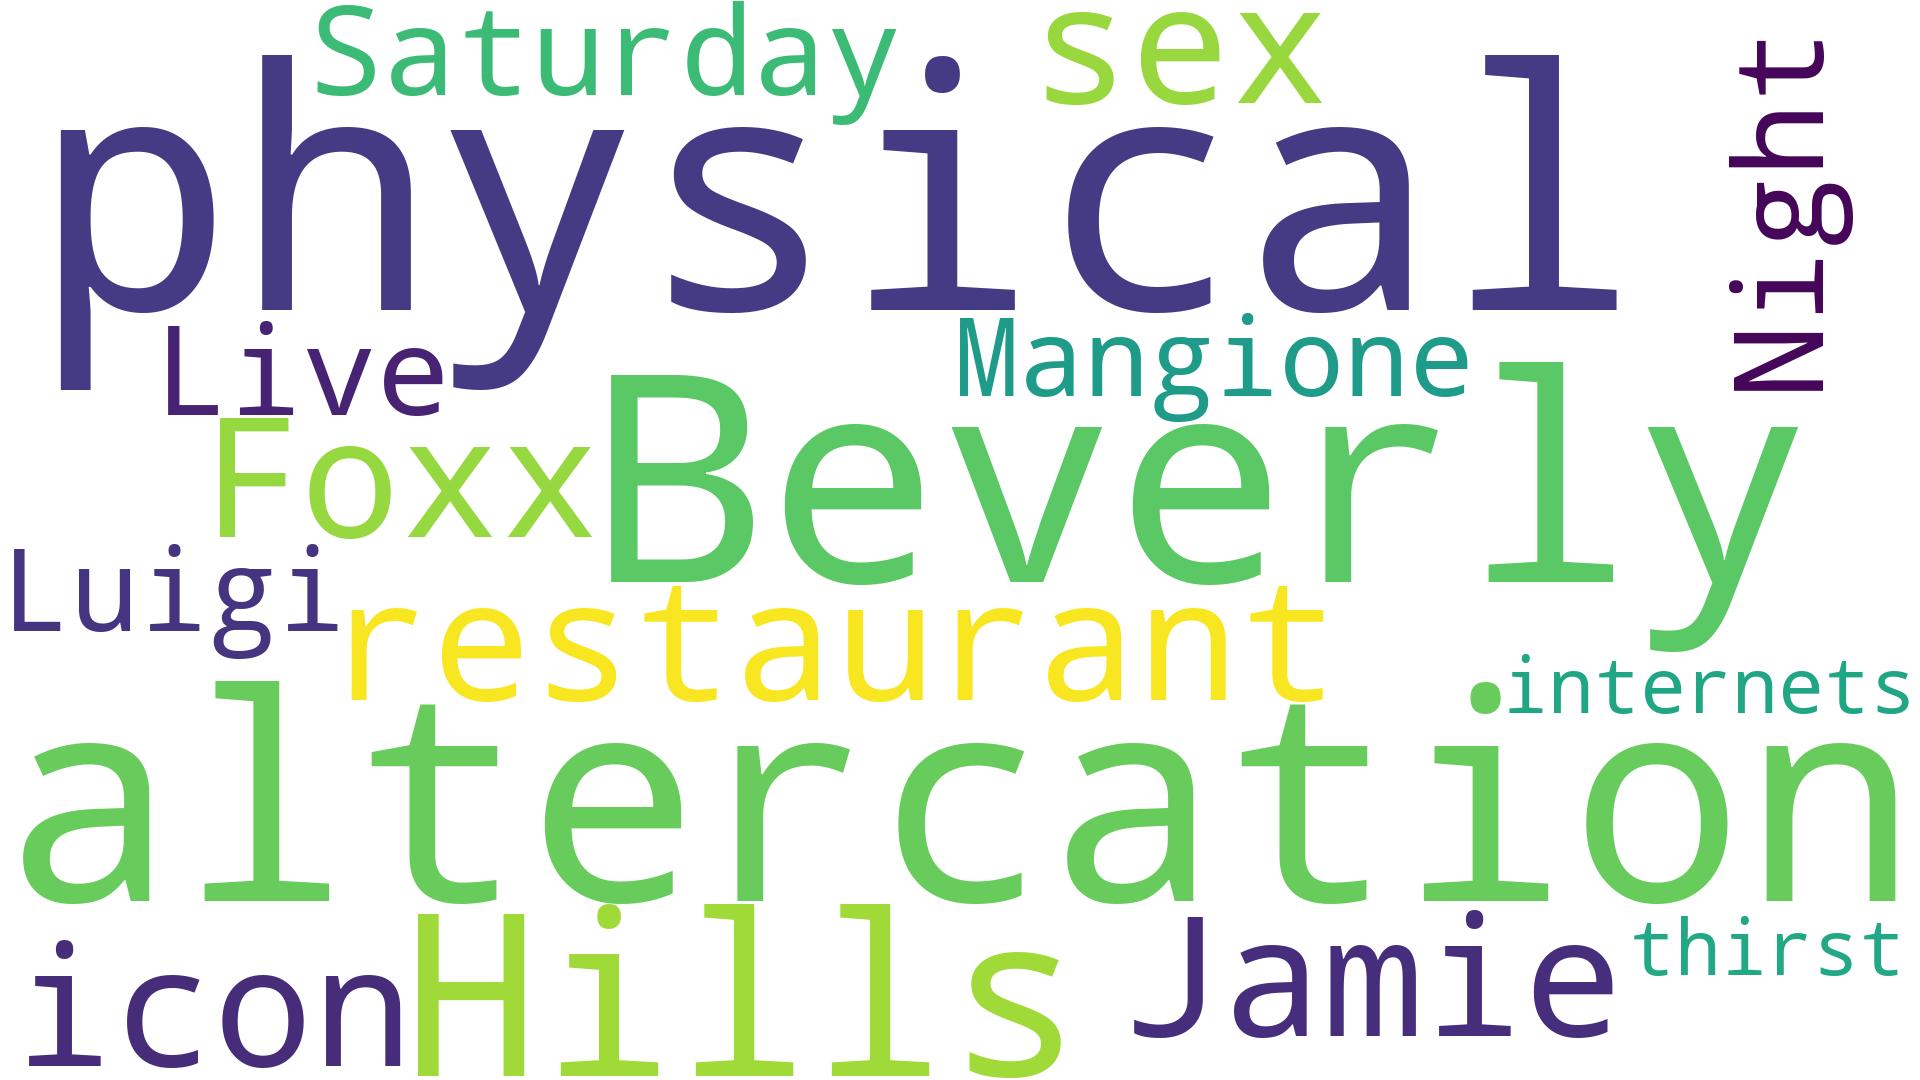 Saturday
sex
physical
Night
Live
Mangione
Foxx
Beverly
Luigi
restaurant
internets
altercation
icon
Hills
Jamie
thirst